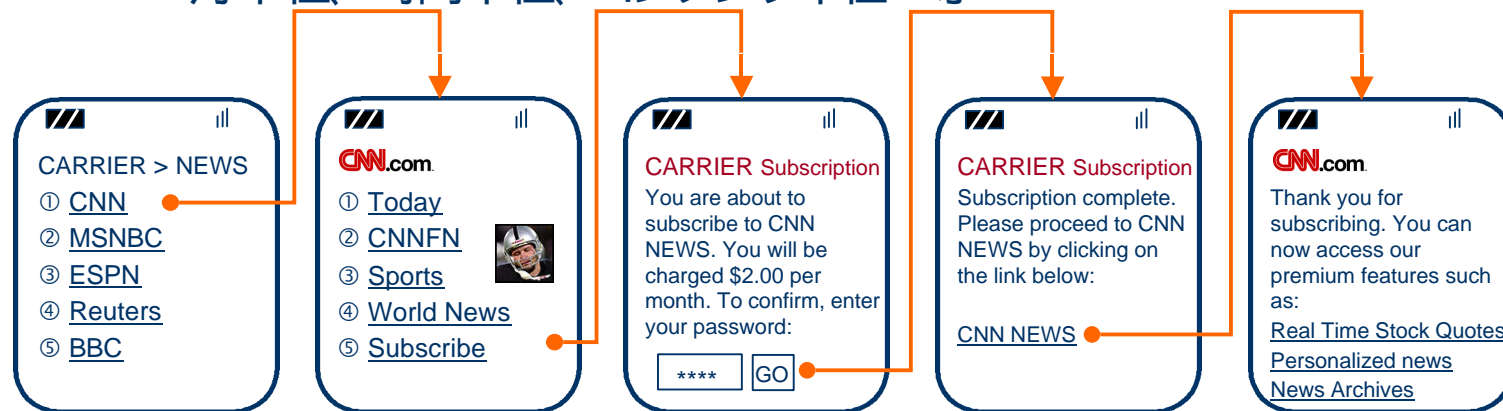 CARRIER > NEWS
① CNN
② MSNBC
③ ESPN
④ Reuters
⑤ BBC
CNN.com
① Today
② CNNFN
③ Sports
④ World News
⑤ Subscribe
CARRIER Subscription
You are about to
subscribe to CNN
NEWS. You will be
charged $2.00 per
month. To confirm, enter
your password:
**** GO
CARRIER Subscription
Subscription complete.
Please proceed to CNN
NEWS by clicking on
the link below:
CNN NEWS
CNN.com
Thank you for
subscribing. You can
now access our
premium features such
as:
Real Time Stock Quotes
Personalized news
News Archives